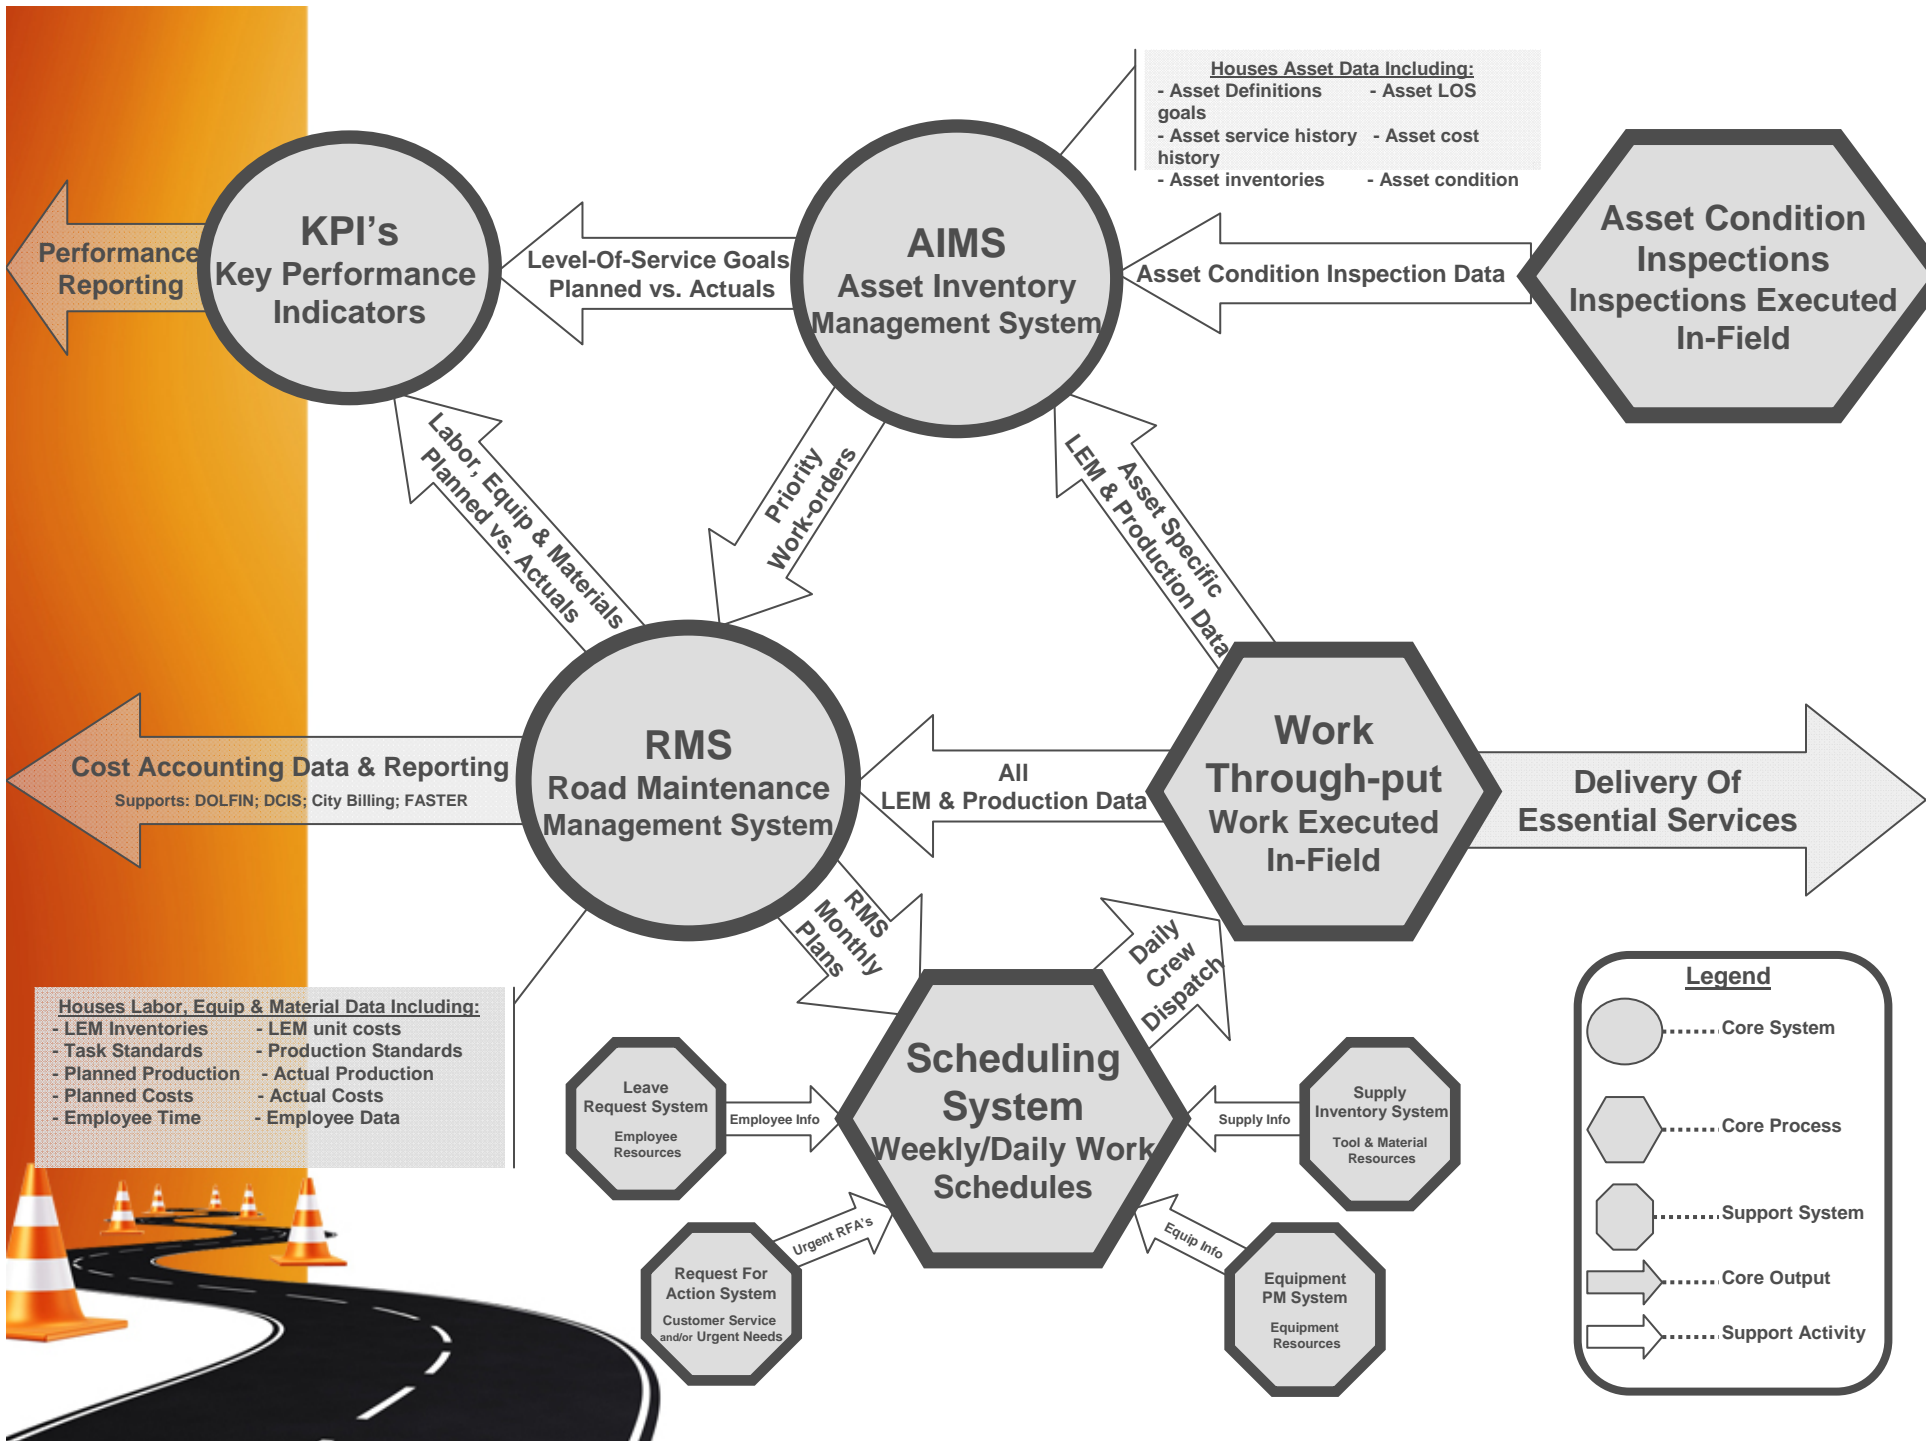 Houses Asset Data Including:
- Asset Definitions - Asset LOS
goals
- Asset service history - Asset cost
history
- Asset inventories - Asset condition
KPI's
Key Performance
Indicators
Performance
Reporting
Level-Of-Service Goals
Planned vs. Actuals
AIMS
Asset Inventory
Management System
Asset Condition Inspection Data
Asset Condition
Inspections
Inspections Executed
In-Field
Labor, Equip & Materials
Planned vs. Actuals
Priority
Work-orders
Asset Specific
LEM & Production Data
Cost Accounting Data & Reporting
Supports: DOLFIN; DCIS; City Billing; FASTER
RMS
Road Maintenance
Management System
All
LEM & Production Data
Work
Through-put
Work Executed
In-Field
Delivery Of
Essential Services
RMS
Monthly
Plans
Daily
Crew
Dispatch
Houses Labor, Equip & Material Data Including:
- LEM Inventories - LEM unit costs
- Task Standards - Production Standards
- Planned Production - Actual Production
- Planned Costs - Actual Costs
- Employee Time - Employee Data
Leave
Request System
Employee
Resources
Employee Info
Scheduling
System
Weekly/Daily Work
Schedules
Supply Info
Supply
Inventory System
Tool & Material
Resources
Urgent RFA's
Request For
Action System
Customer Service
and/or Urgent Needs
Equip Info
Equipment
PM System
Equipment
Resources
Legend
Core System
Core Process
Support System
Core Output
Support Activity